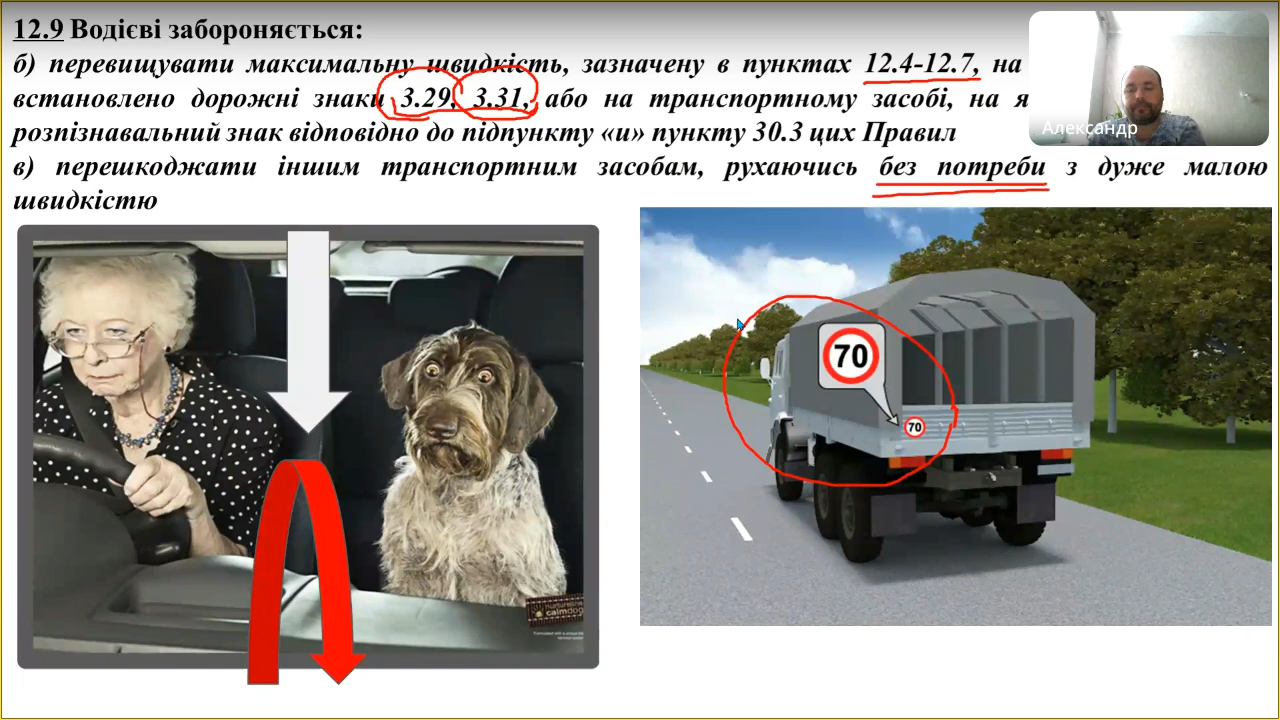 12.9 Водієві забороняється:
б) перевищувати максимальну швидкість, зазначену в пунктах 12.4-12.7, на
встановлено дорожні знаки 3.29, 3.31, або на транспортному засобі, на я
розпізнавальний знак відповідно до підпункту «и» пункту 30.3 цих Правил
в) перешкоджати іншим транспортним засобам, рухаючись без потреби з дуже малою
швидкістю
Александр
70
70
calmdog